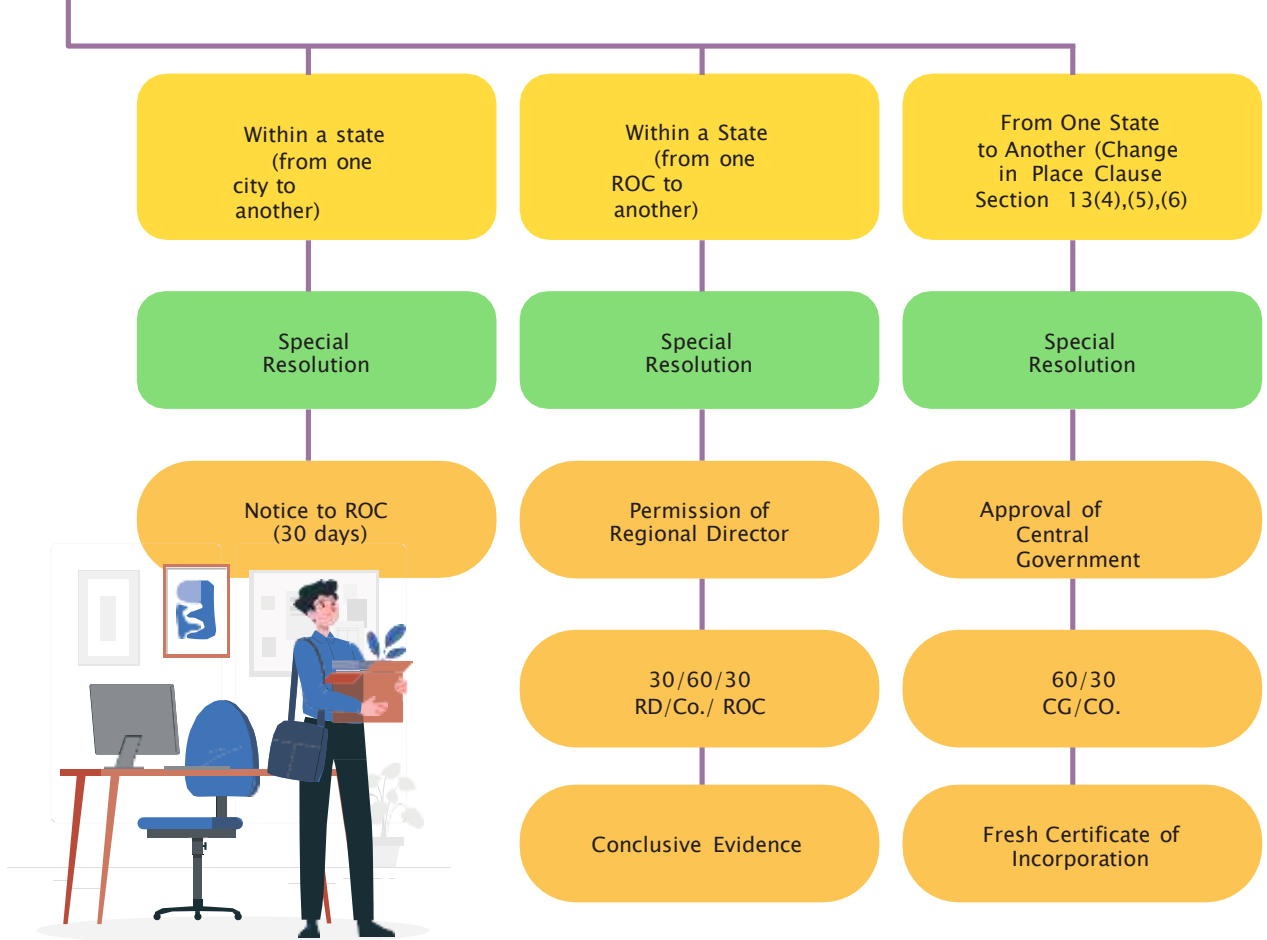 Within a state
(from one
city to
another)
Within a State
(from one
ROC to
another)
From One State
to Another (Change
in Place Clause
Section 13(4),(5),(6)
Special
Resolution
Special
Resolution
Special
Resolution
Notice to ROC
(30 days)
Permission of
Regional Director
Approval of
Central
Government
30/60/30
RD/Co./ ROC
60/30
CG/CO.
Conclusive Evidence
Fresh Certificate of
Incorporation